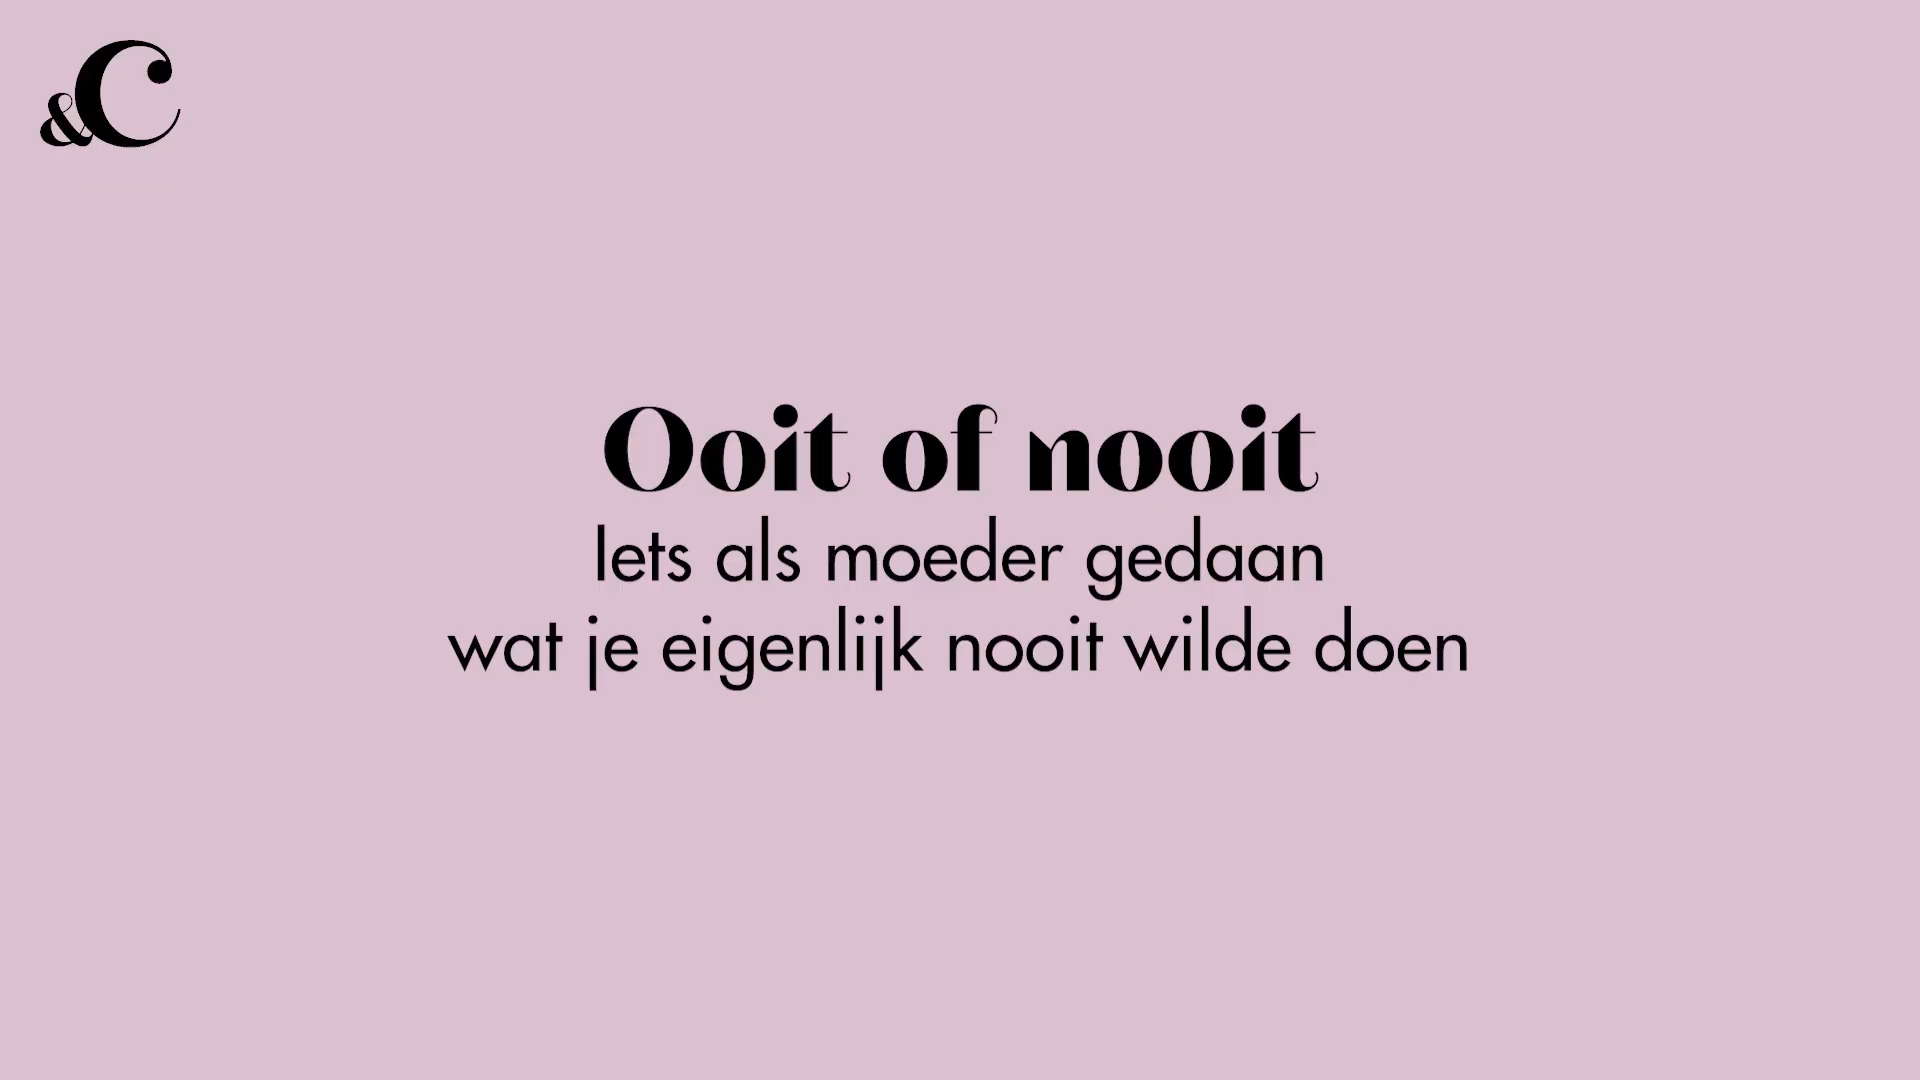 &C
Ooit of nooit
Iets als moeder gedaan
wat je eigenlijk nooit wilde doen